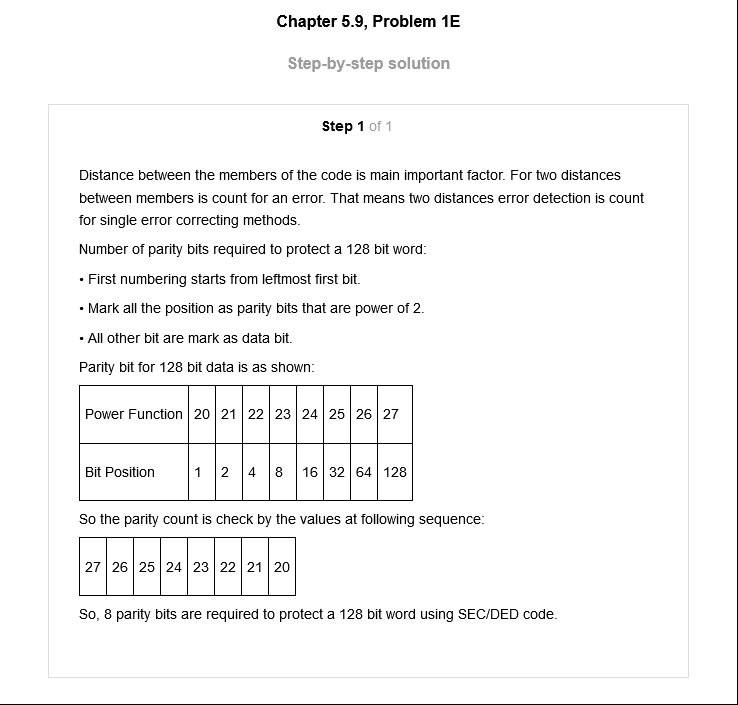 Chapter 5.9, Problem 1E
Step-by-step solution
Step 1 of 1
Distance between the members of the code is main important factor. For two distances
between members is count for an error. That means two distances error detection is count
for single error correcting methods.
Number of parity bits required to protect a 128 bit word:
• First numbering starts from leftmost first bit.
• Mark all the position as parity bits that are power of 2.
• All other bit are mark as data bit.
Parity bit for 128 bit data is as shown:
Power Function 20 21 22 23 24 25 26 27
Bit Position 1 2 4 8 16 32 64 128
So the parity count is check by the values at following sequence:
27 26 25 24 23 22 21 20
So, 8 parity bits are required to protect a 128 bit word using SEC/DED code.